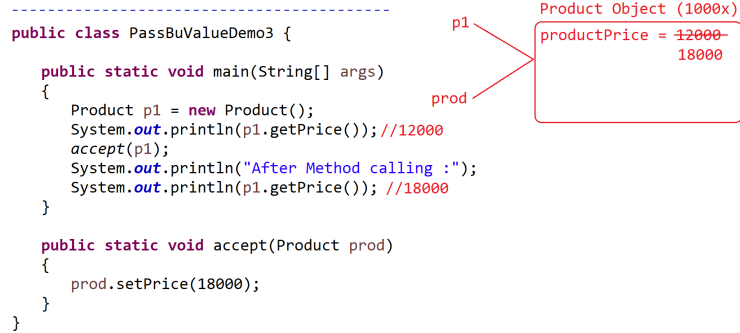 ------------------------------------------
public class PassBuValueDemo3 {
public static void main(String[] args)
{
Product p1 = new Product();
System.out.println(p1.getPrice());//12000
accept(p1);
System.out.println("After Method calling :");
System.out.println(p1.getPrice()); //18000
}
public static void accept(Product prod)
{
prod.setPrice(18000);
}
}
p1
prod
Product Object (1000x)
productPrice = 12000
18000